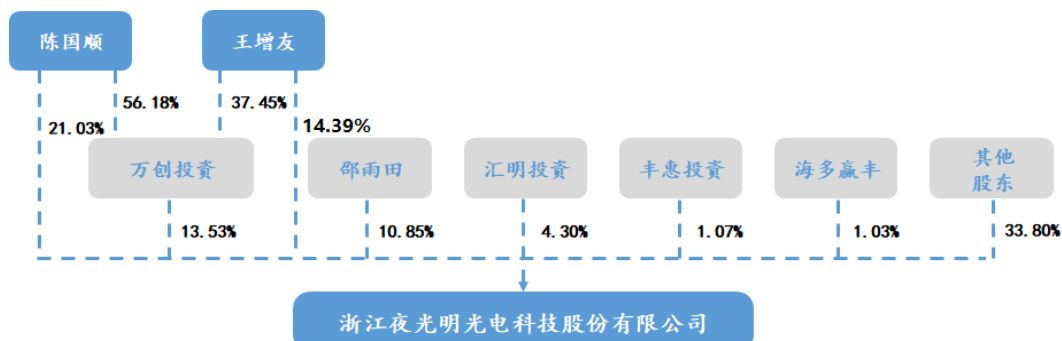 陈国顺
王增友
56.18%
37.45%
21.03%
14.39%
万创投资
邵雨田
汇明投资
丰惠投资
海多赢丰
其他
股东
13.53%
10.85%
4.30%
1.07%
1.03%
33.80%
浙江夜光明光电科技股份有限公司